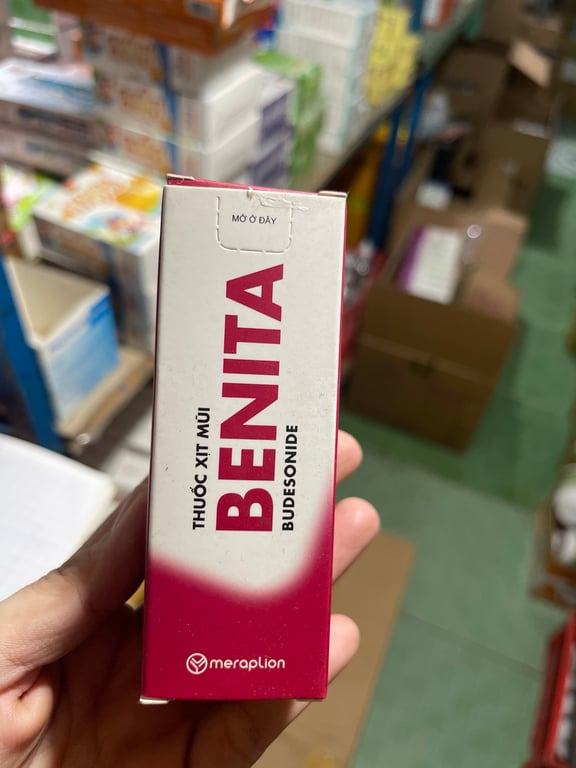 MỞ Ở ĐÂY
THUỐC XỊT MŨI
BENITA
BUDESONIDE
meraplion